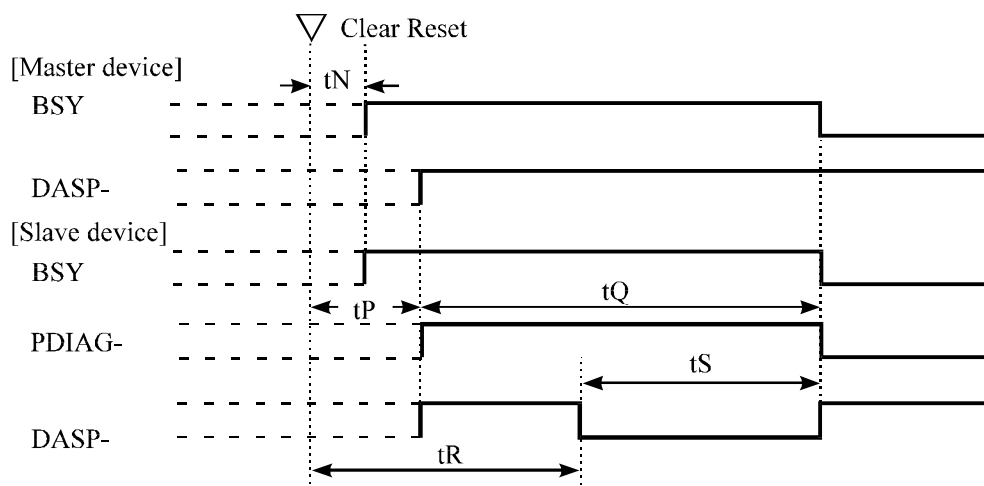 Clear Reset
[Master device]
tN
BSY
DASP-
[Slave device]
BSY
tP
tQ
PDIAG-
tS
DASP-
tR